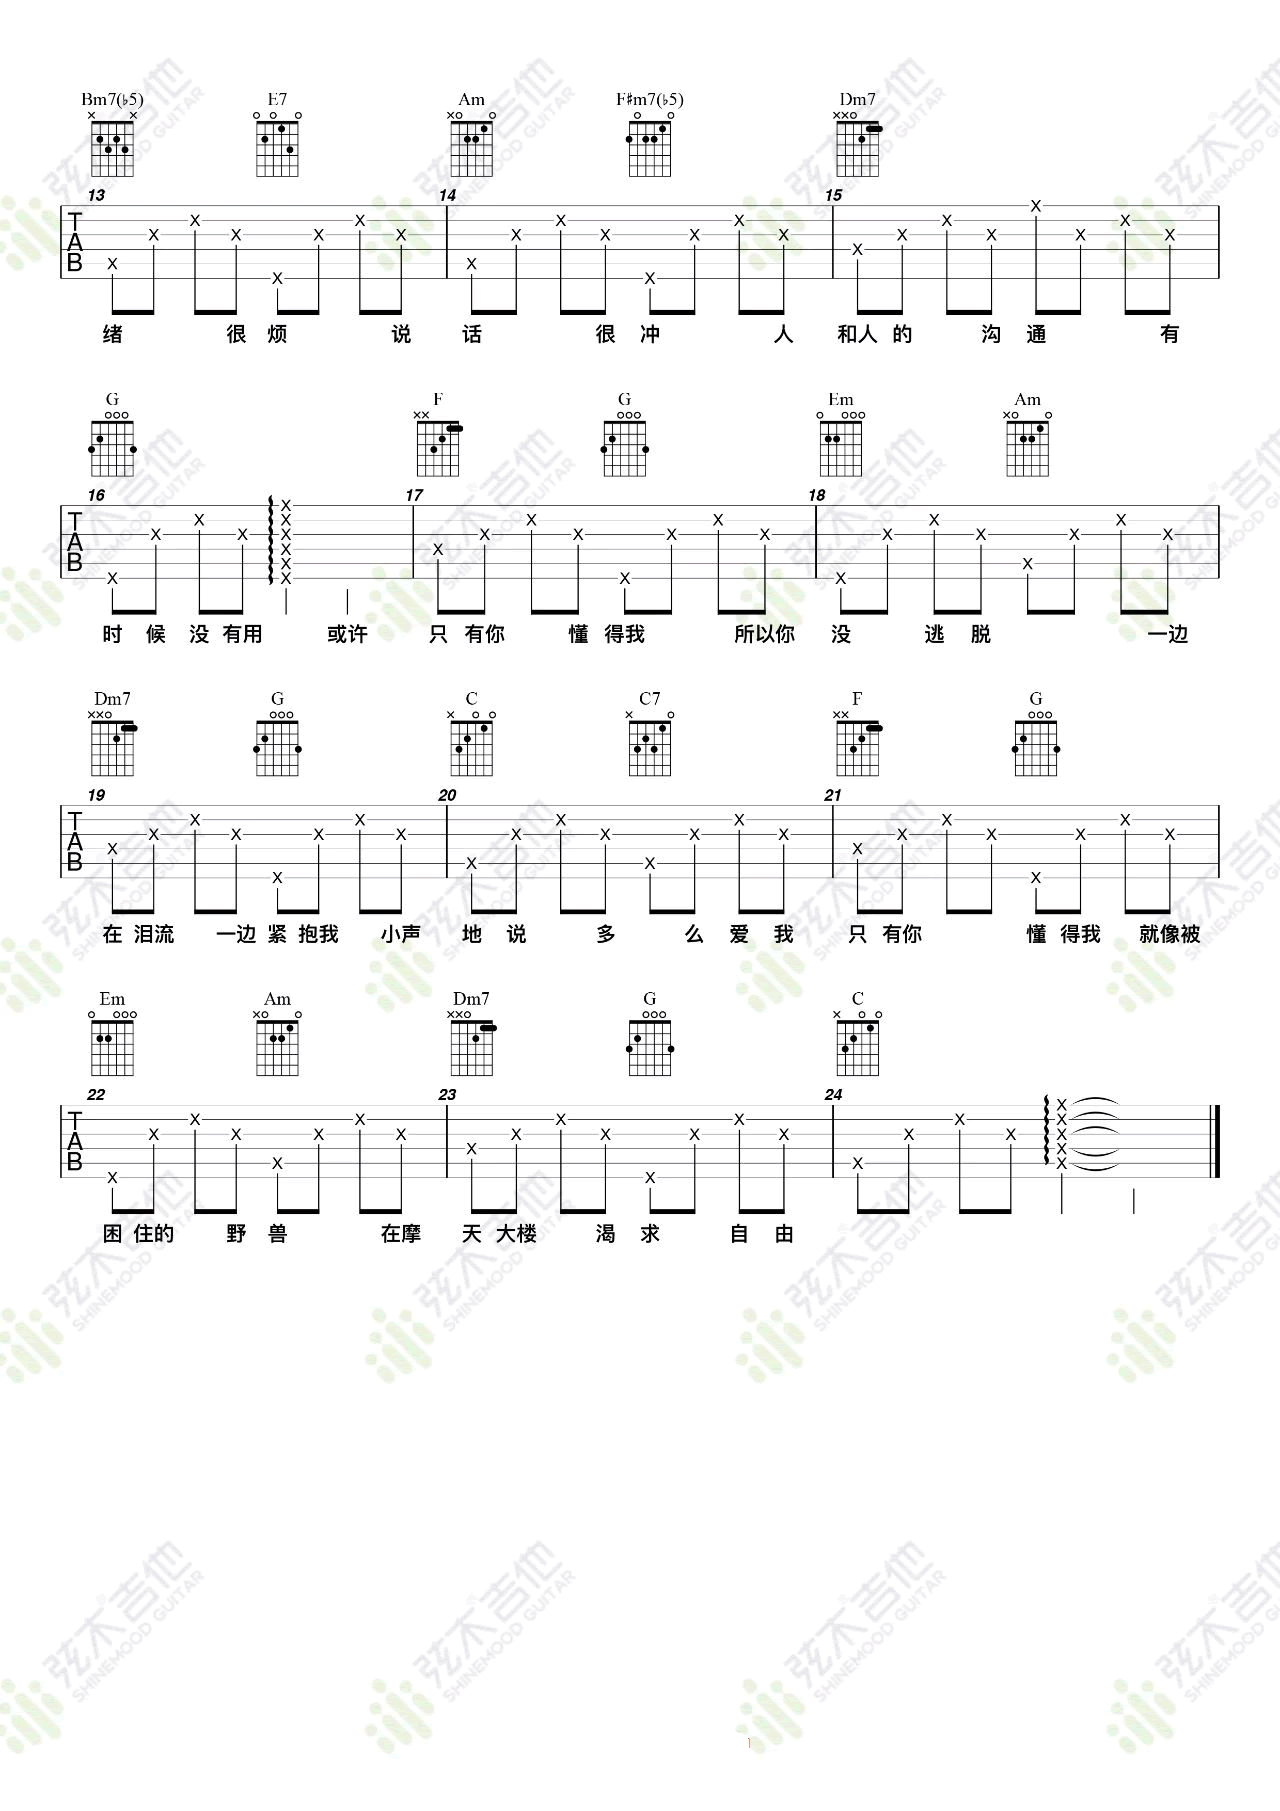 Bm7(♭5) E7 Am F♯m7(♭5) Dm7
13 14 15
TAB
绪 很 烦 说 话 很 冲 人 和人 的 沟 通 有
G F G Em Am
16 17 18
TAB
时 候 没 有用 或许 只 有你 懂 得我 所以你 没 逃 脱 一边
Dm7 G C C7 F G
19 20 21
TAB
在 泪流 一边 紧 抱我 小声 地 说 多 么 爱 我 只 有你 懂 得我 就像被
Em Am Dm7 G C
22 23 24
TAB
困 住的 野 兽 在摩 天 大楼 渴 求 自 由
弦木吉他
SHINEMOOD GUITAR
1